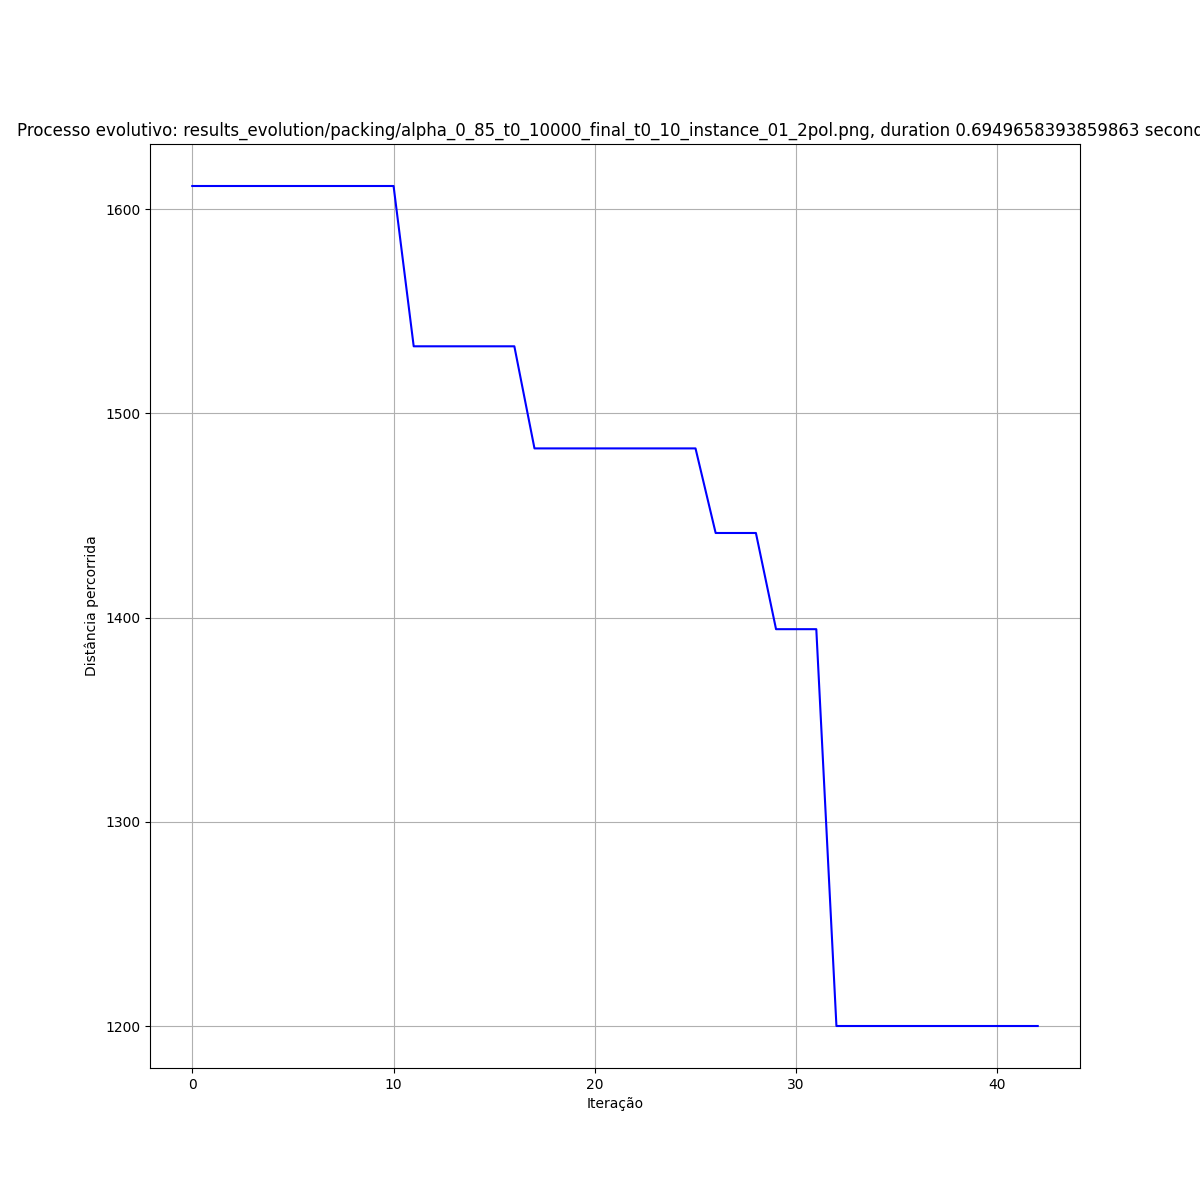 Processo evolutivo: results_evolution/packing/alpha_0_85_t0_10000_final_t0_10_instance_01_2pol.png, duration 0.6949658393859863 second
1600
1500
1400
1300
1200
Distância percorrida
0 10 20 30 40
Iteração